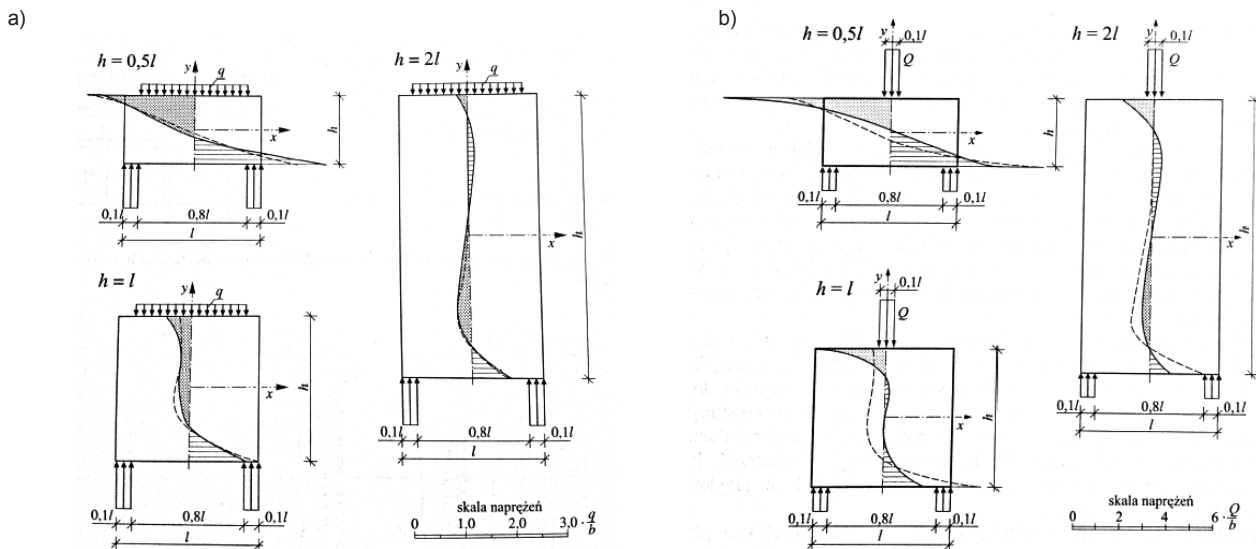 a)
h = 0,5l
y
q
x
h
0,1l
0,8l
0,1l
l
h = l
y
q
x
h
0,1l
0,8l
0,1l
l
h = 2l
y
q
x
h
0,1l
0,8l
0,1l
l
skala naprężeń
0 1,0 2,0 3,0 · q/b
b)
h = 0,5l
y
0,1l
Q
x
h
0,1l
0,8l
0,1l
l
h = l
y
0,1l
Q
x
h
0,1l
0,8l
0,1l
l
h = 2l
y
0,1l
Q
x
h
0,1l
0,8l
0,1l
l
skala naprężeń
0 2 4 6 · Q/b